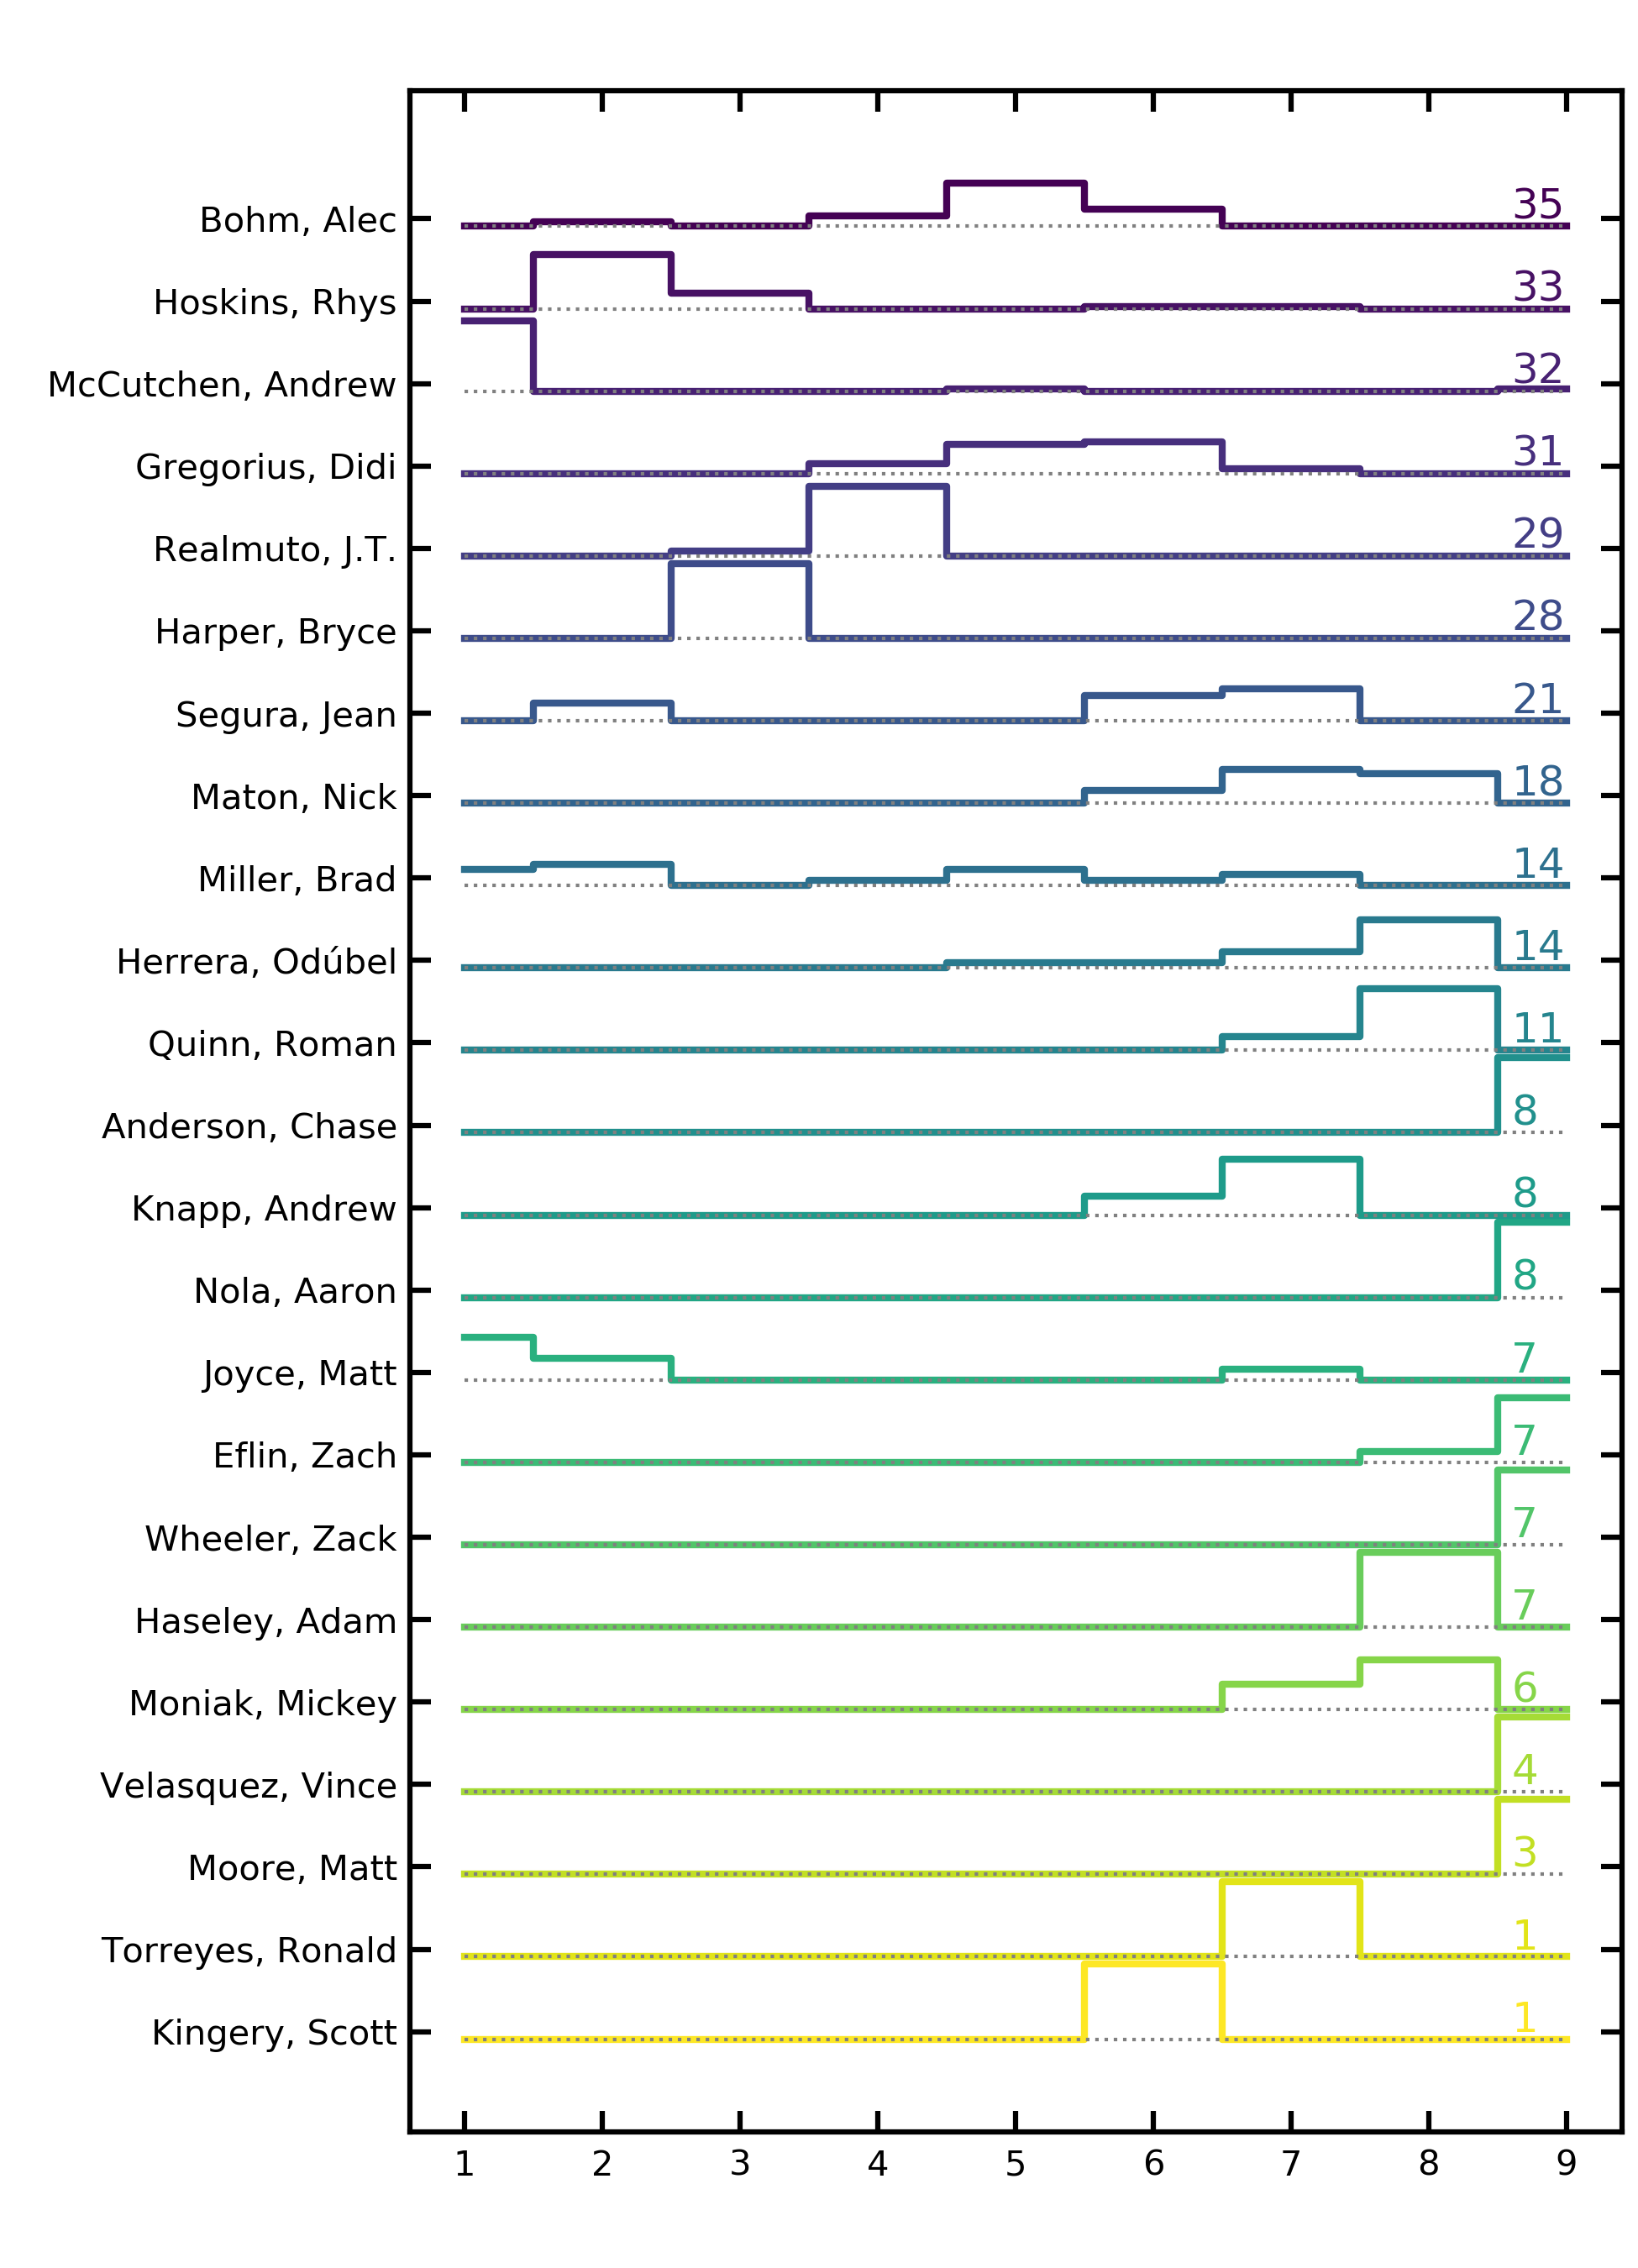 Bohm, Alec 35
Hoskins, Rhys 33
McCutchen, Andrew 32
Gregorius, Didi 31
Realmuto, J.T. 29
Harper, Bryce 28
Segura, Jean 21
Maton, Nick 18
Miller, Brad 14
Herrera, Odúbel 14
Quinn, Roman 11
Anderson, Chase 8
Knapp, Andrew 8
Nola, Aaron 8
Joyce, Matt 7
Eflin, Zach 7
Wheeler, Zack 7
Haseley, Adam 7
Moniak, Mickey 6
Velasquez, Vince 4
Moore, Matt 3
Torreyes, Ronald 1
Kingery, Scott 1
1 2 3 4 5 6 7 8 9